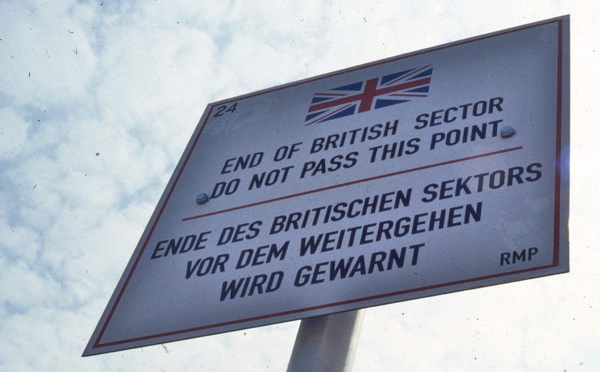 24
END OF BRITISH SECTOR
DO NOT PASS THIS POINT
ENDE DES BRITISCHEN SEKTORS
VOR DEM WEITERGEHEN
WIRD GEWARNT
RMP